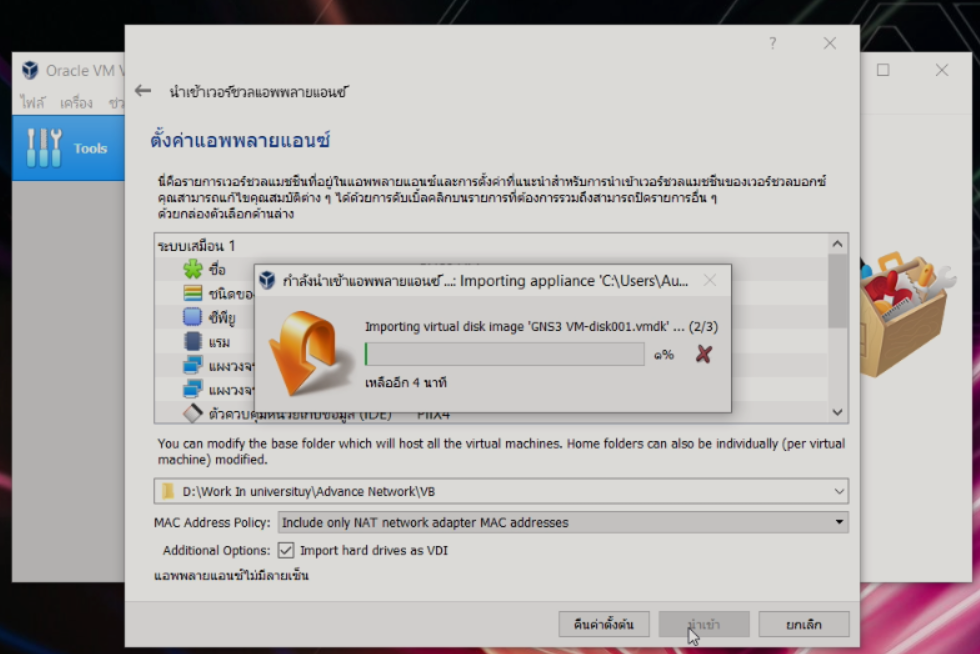 ?
Oracle VM V
ไฟล์ เครื่อง ช่ว
Tools
นำเข้าเวอร์ชวลแอพพลายแอนซ์
ตั้งค่าแอพพลายแอนซ์
นี่คือรายการเวอร์ชวลแมชชีนที่อยู่ในแอพพลายแอนซ์และการตั้งค่าที่แนะนำสำหรับการนำเข้าเวอร์ชวลแมชชีนของเวอร์ชวลบอกซ์
คุณสามารถแก้ไขคุณสมบัติต่าง ๆ ได้ด้วยการดับเบิ้ลคลิกบนรายการที่ต้องการรวมถึงสามารถปิดรายการอื่น ๆ
ด้วยกล่องตัวเลือกด้านล่าง
ระบบเสมือน 1
ชื่อ
ชนิดขอ
ซีพียู
แรม
แผงวงจ
แผงวงจ
ตัวควบคุมหน่วยเก็บข้อมูล (IDE) PIIX4
กำลังนำเข้าแอพพลายแอนซ์ ...: Importing appliance 'C:\Users\Au...
Importing virtual disk image 'GNS3 VM-disk001.vmdk' ... (2/3)
๑%
เหลืออีก 4 นาที
You can modify the base folder which will host all the virtual machines. Home folders can also be individually (per virtual
machine) modified.
D:\Work In universituy\Advance Network\VB
MAC Address Policy: Include only NAT network adapter MAC addresses
Additional Options: Import hard drives as VDI
แอพพลายแอนซ์ไม่มีลายเซ็น
คืนค่าตั้งต้น นำเข้า ยกเลิก